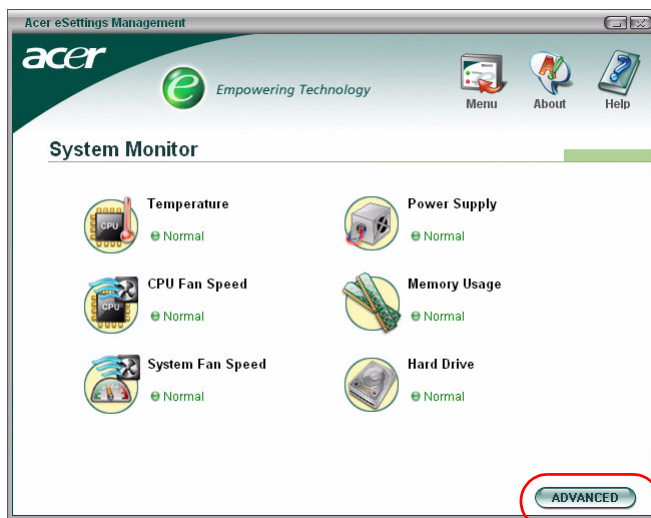 Acer eSettings Management
acer
e Empowering Technology
Menu About Help
System Monitor
Temperature
Normal
Power Supply
Normal
CPU
CPU Fan Speed
Normal
Memory Usage
Normal
CPU
System Fan Speed
Normal
Hard Drive
Normal
ADVANCED